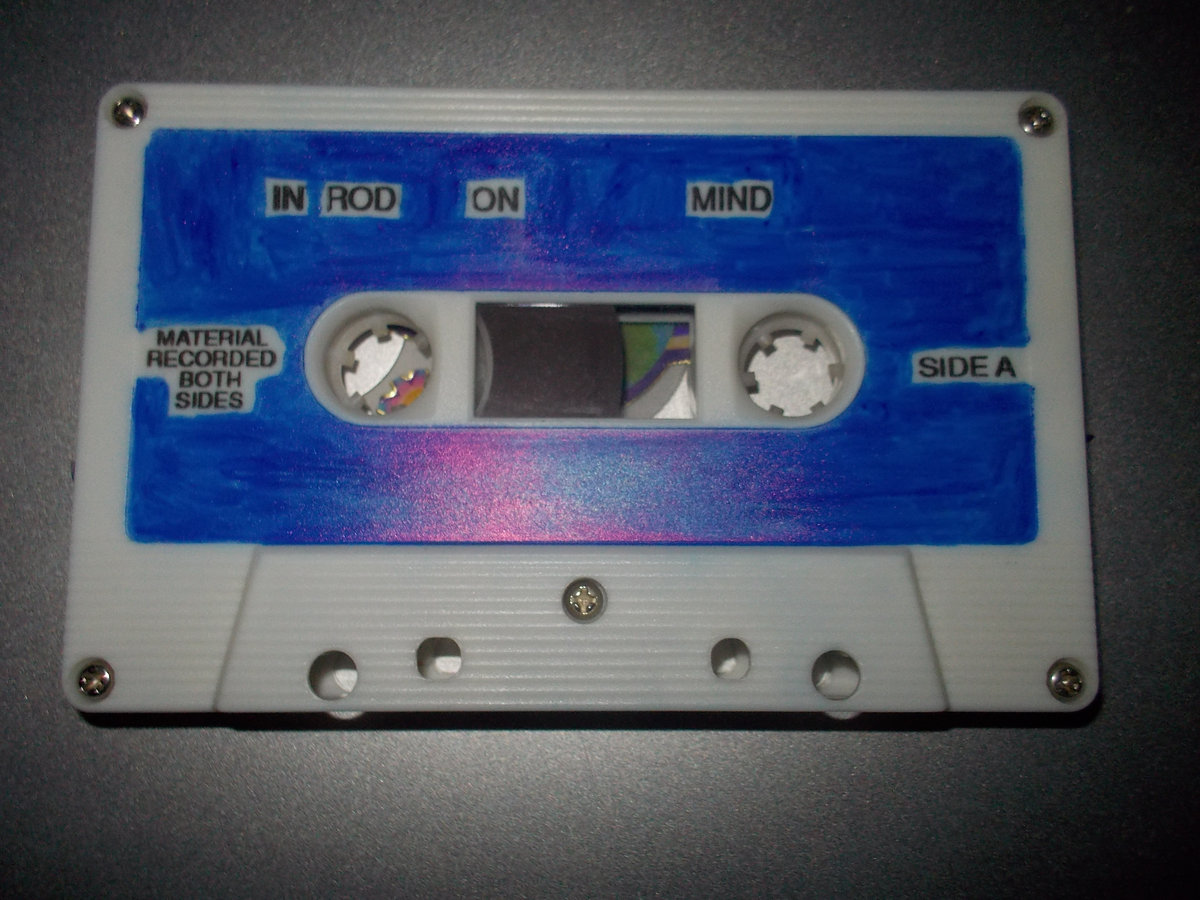 IN ROD ON MIND
MATERIAL
RECORDED
BOTH
SIDES
SIDE A